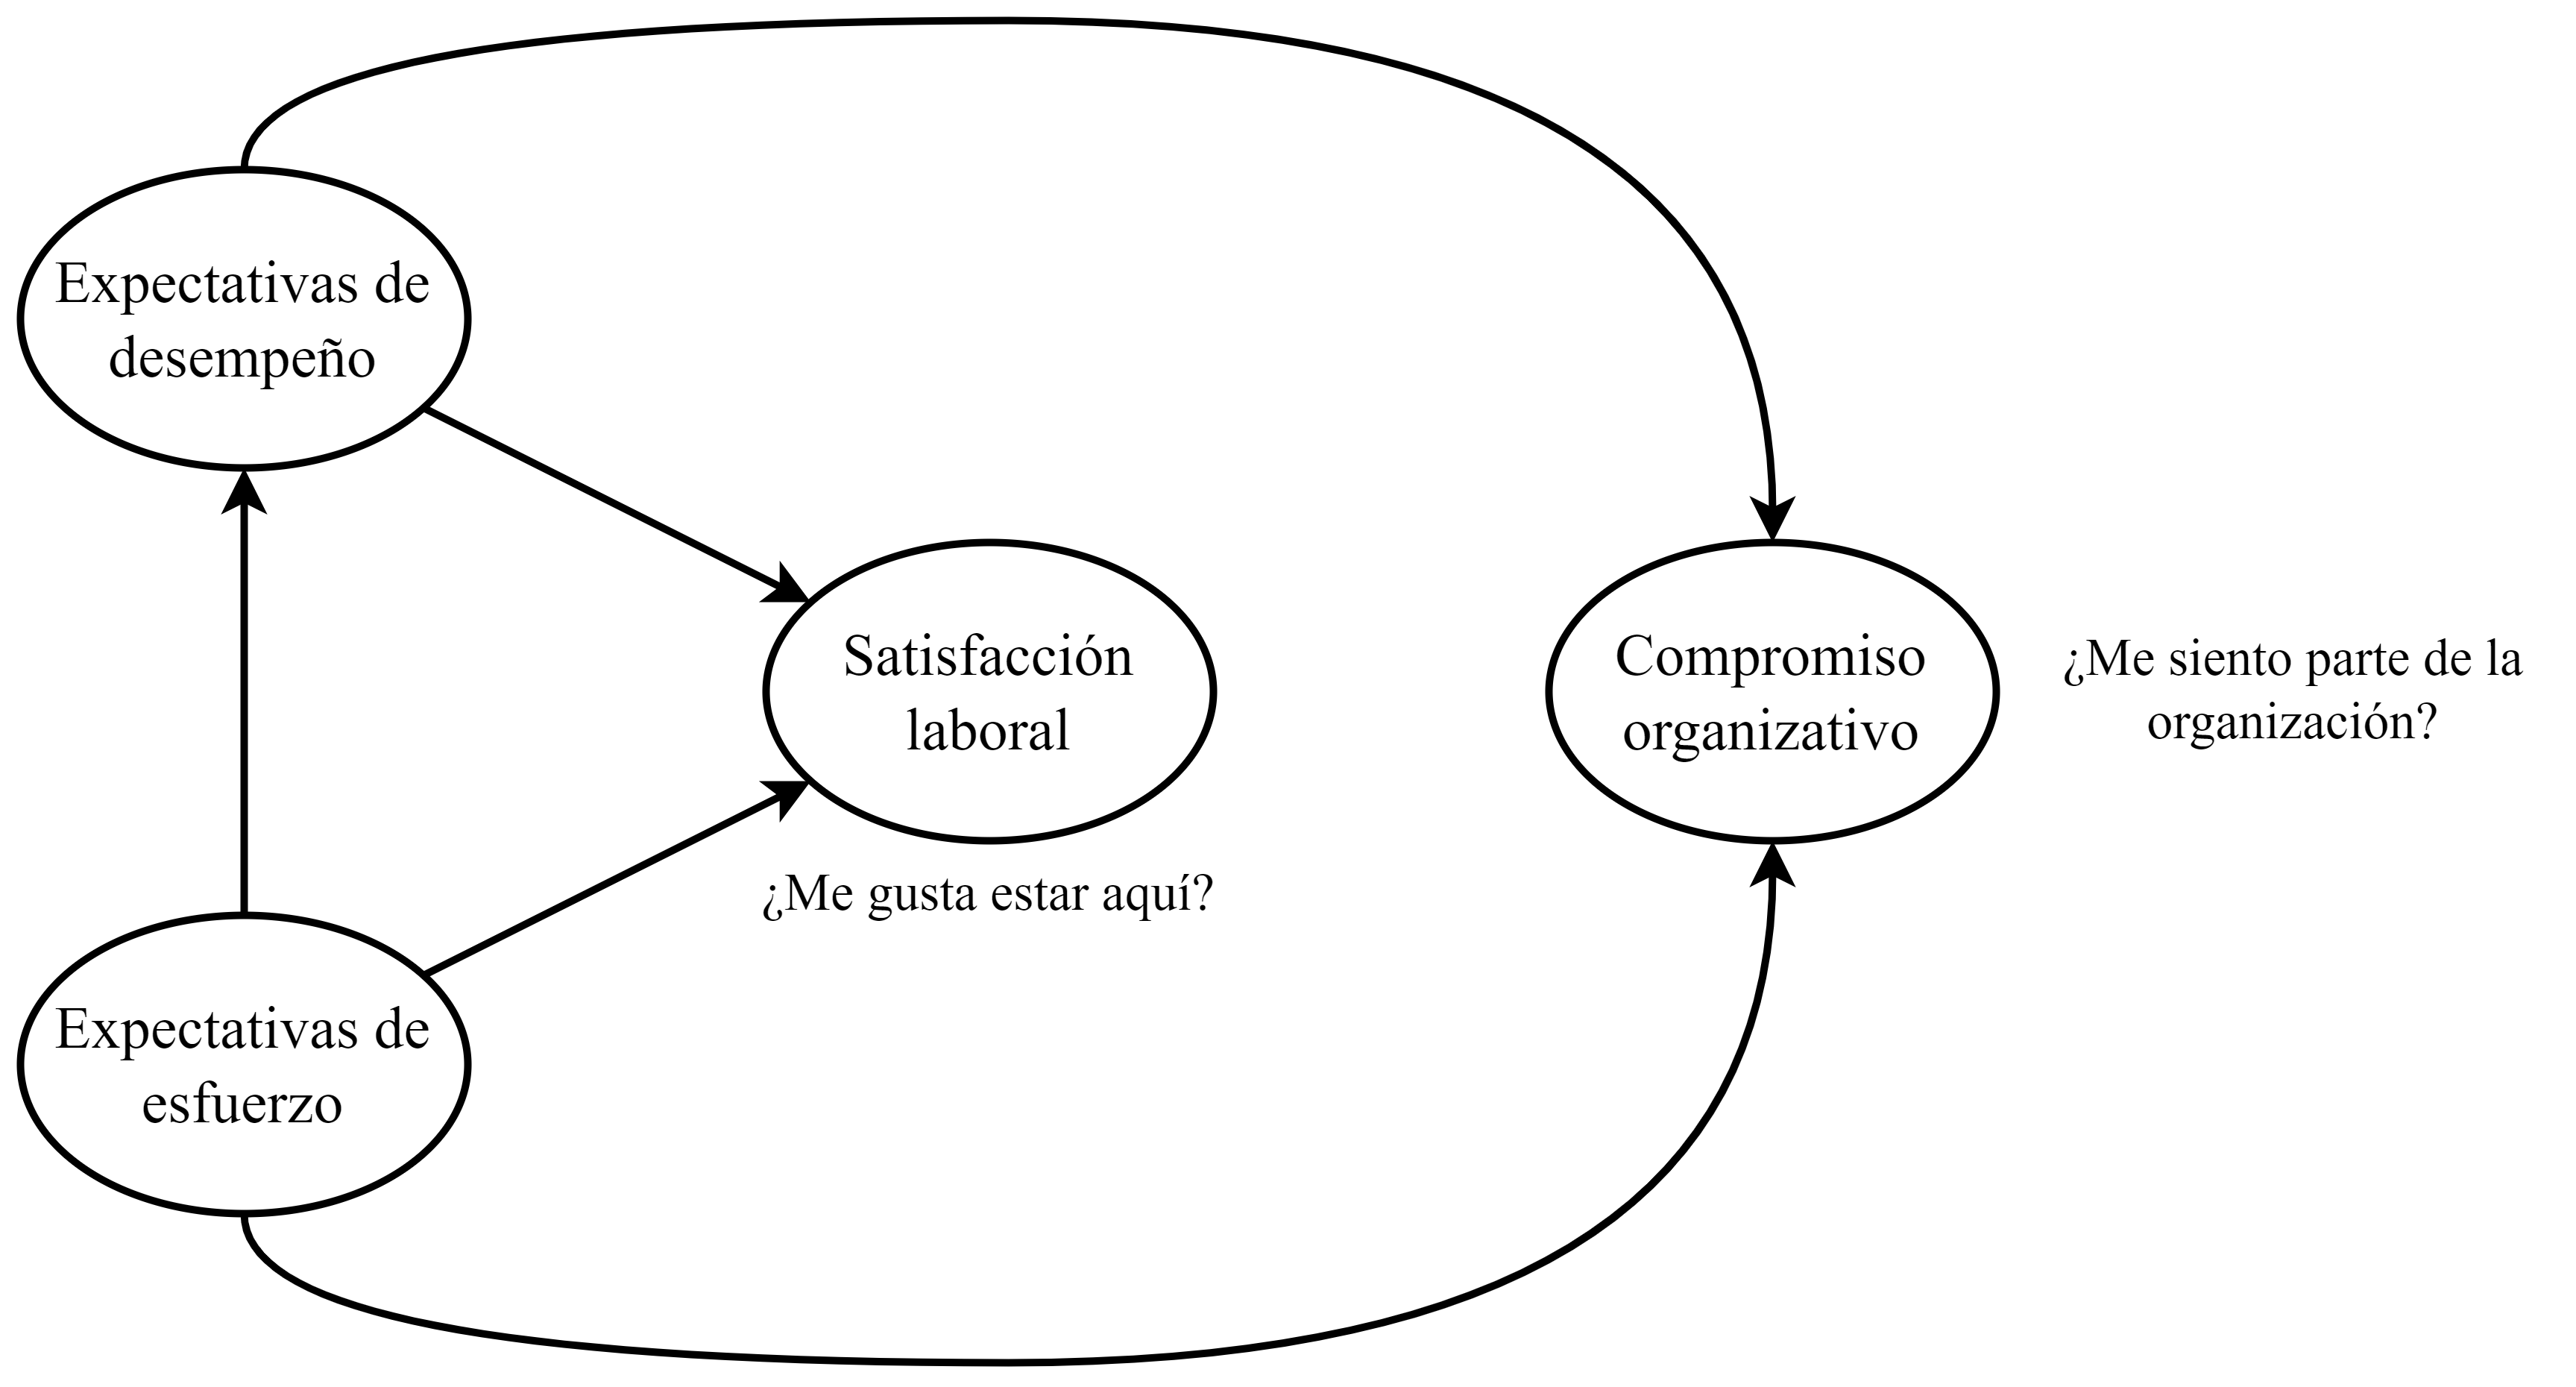 Expectativas de
desempeño
Satisfacción
laboral
Compromiso
organizativo
¿Me siento parte de la
organización?
¿Me gusta estar aquí?
Expectativas de
esfuerzo